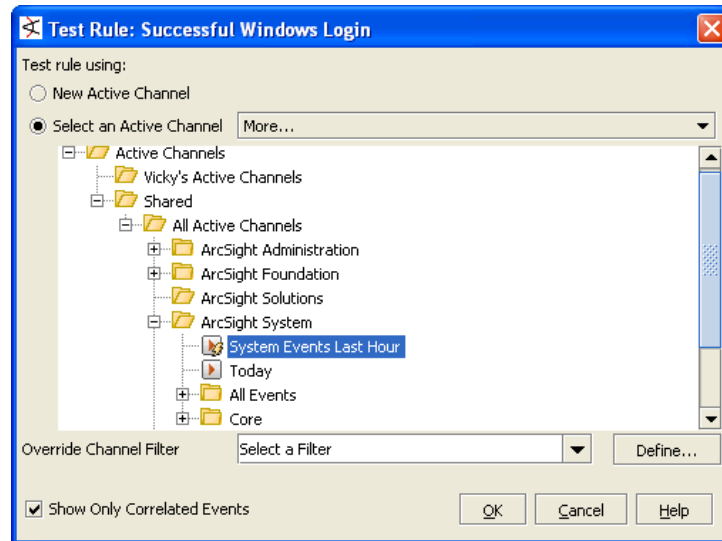 Test Rule: Successful Windows Login
Test rule using:
New Active Channel
Select an Active Channel More...
Active Channels
Vicky's Active Channels
Shared
All Active Channels
ArcSight Administration
ArcSight Foundation
ArcSight Solutions
ArcSight System
System Events Last Hour
Today
All Events
Core
Override Channel Filter Select a Filter Define...
Show Only Correlated Events OK Cancel Help